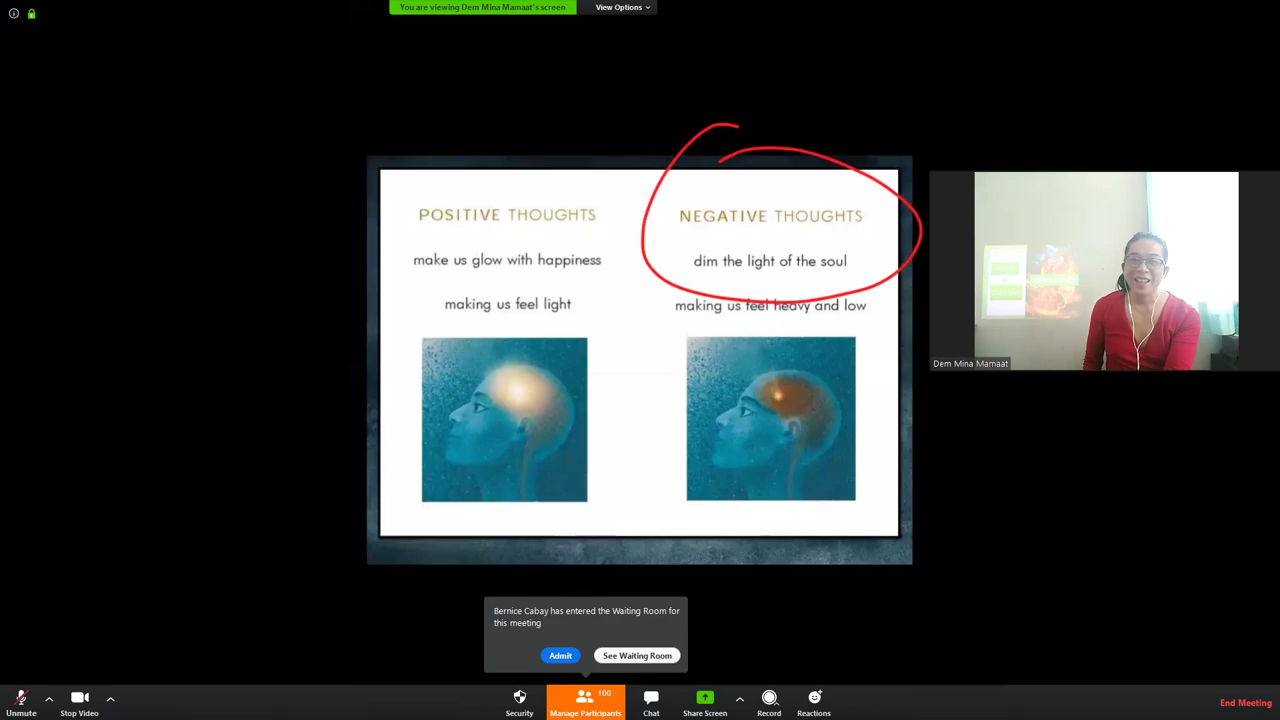 You are viewing Dem Mina Mamaat's screen
View Options
POSITIVE THOUGHTS
make us glow with happiness
making us feel light
NEGATIVE THOUGHTS
dim the light of the soul
making us feel heavy and low
Dem Mina Mamaat
Bernice Cabay has entered the Waiting Room for
this meeting
Admit
See Waiting Room
Unmute
Stop Video
Security
100
Manage Participants
Chat
Share Screen
Record
Reactions
End Meeting